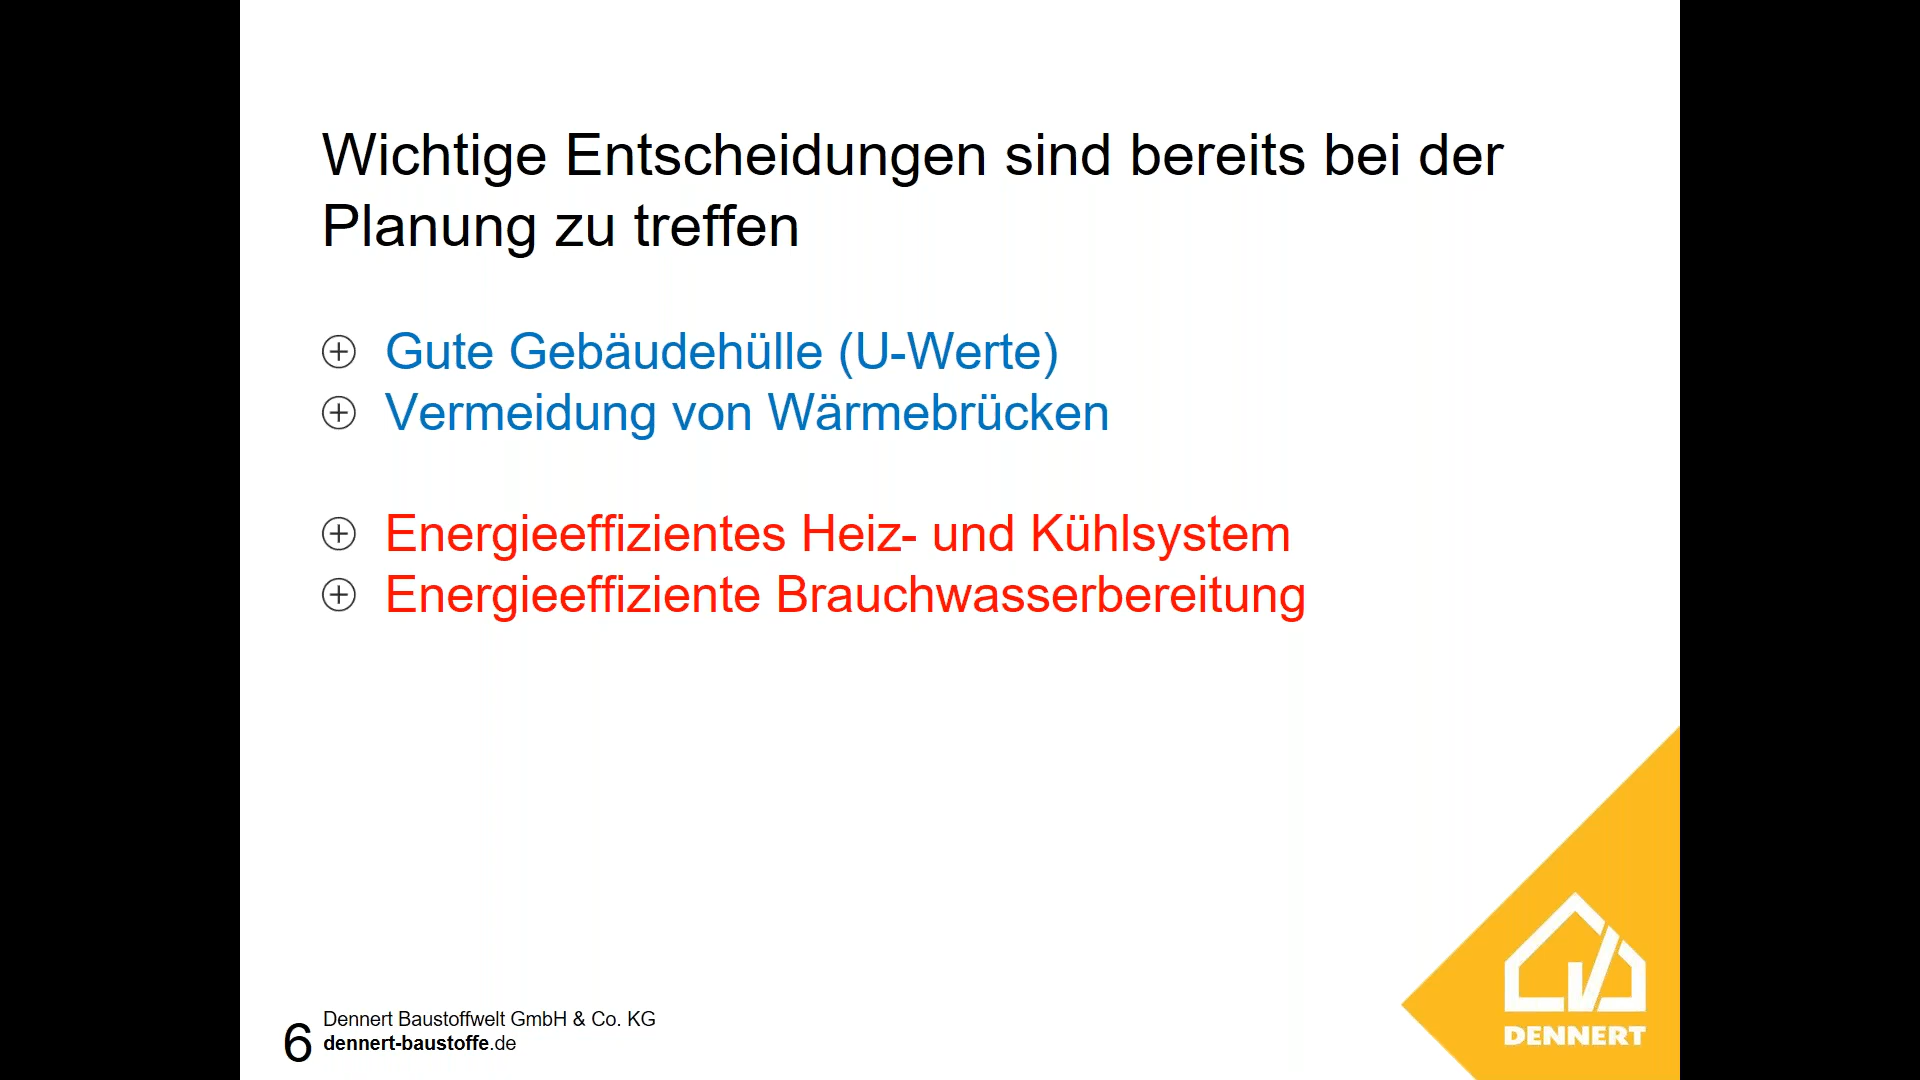 Wichtige Entscheidungen sind bereits bei der
Planung zu treffen
Gute Gebäudehülle (U-Werte)
Vermeidung von Wärmebrücken
Energieeffizientes Heiz- und Kühlsystem
Energieeffiziente Brauchwasserbereitung
6
Dennert Baustoffwelt GmbH & Co. KG
dennert-baustoffe.de
DENNERT